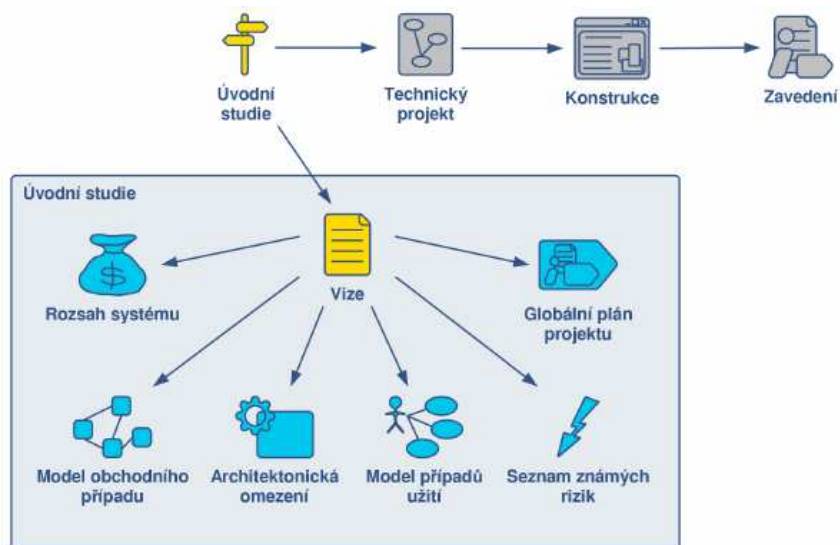 Úvodní
studie
Technický
projekt
Konstrukce
Zavedení
Úvodní studie
Vize
Rozsah systému
Globální plán
projektu
Model obchodního
případu
Architektonická
omezení
Model případů
užití
Seznam známých
rizik